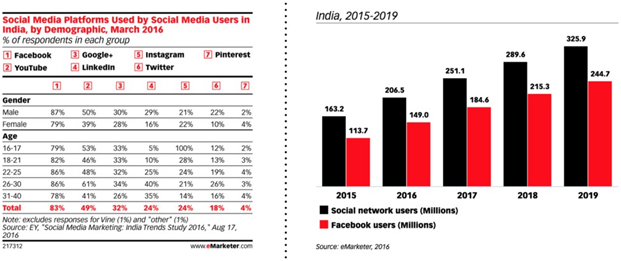 Social Media Platforms Used by Social Media Users in
India, by Demographic, March 2016
% of respondents in each group
1 Facebook 3 Google+ 5 Instagram 7 Pinterest
2 YouTube 4 LinkedIn 6 Twitter
1 2 3 4 5 6 7
Gender
Male 87% 50% 30% 29% 21% 22% 2%
Female 79% 39% 28% 16% 22% 10% 4%
Age
16-17 79% 53% 33% 5% 100% 12% 2%
18-21 82% 46% 33% 10% 28% 13% 3%
22-25 86% 48% 32% 25% 24% 19% 4%
26-30 86% 61% 34% 40% 21% 26% 3%
31-40 78% 41% 26% 35% 14% 16% 4%
Total 83% 49% 32% 24% 24% 18% 4%
Note: excludes responses for Vine (1%) and "other" (1%)
Source: EY, "Social Media Marketing: India Trends Study 2016," Aug 17,
2016
217312 www.eMarketer.com
India, 2015-2019
163.2 113.7
206.5 149.0
251.1 184.6
289.6 215.3
325.9 244.7
2015 2016 2017 2018 2019
Social network users (Millions)
Facebook users (Millions)
Source: eMarketer, 2016